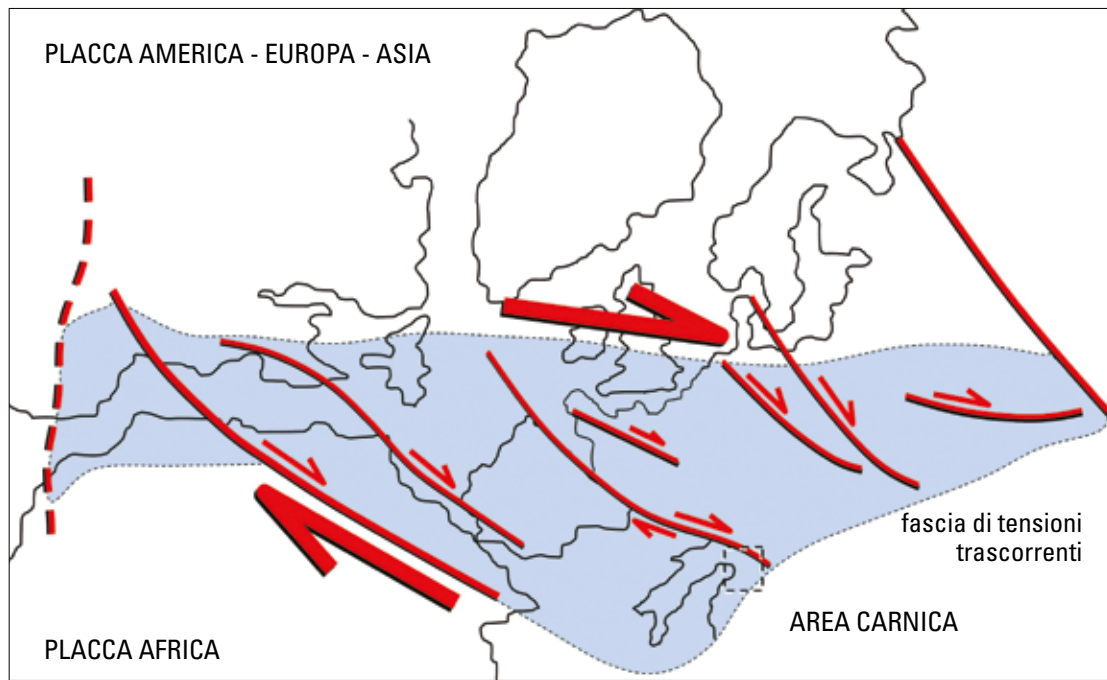 PLACCA AMERICA - EUROPA - ASIA
fascia di tensioni
trascorrenti
AREA CARNICA
PLACCA AFRICA